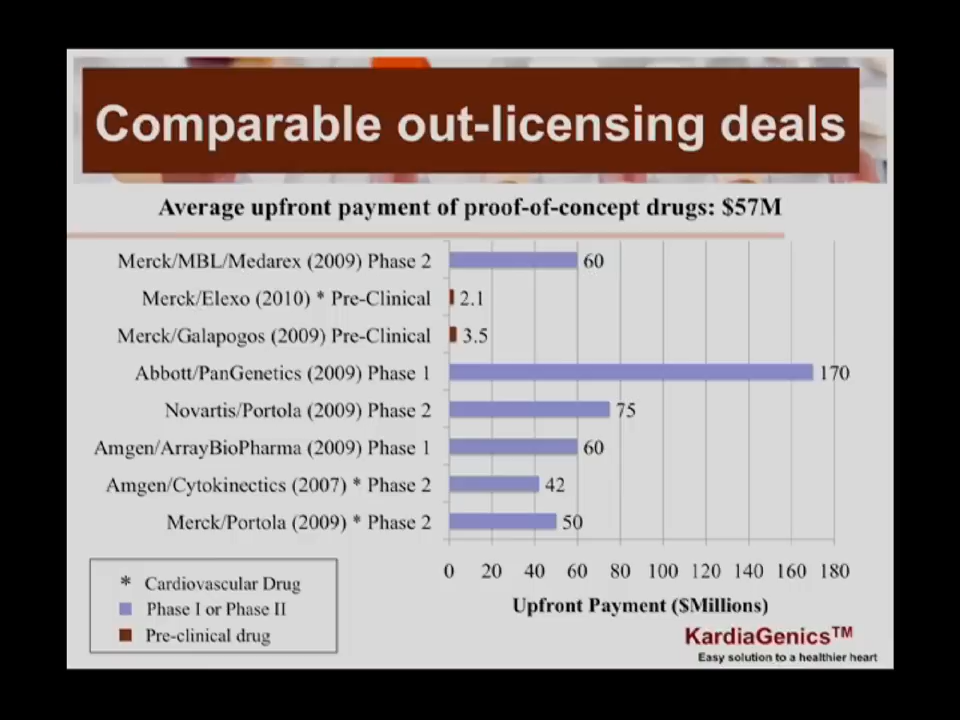 Comparable out-licensing deals
Average upfront payment of proof-of-concept drugs: $57M
Merck/MBL/Medarex (2009) Phase 2 60
Merck/Elexo (2010) * Pre-Clinical 2.1
Merck/Galapogos (2009) Pre-Clinical 3.5
Abbott/PanGenetics (2009) Phase 1 170
Novartis/Portola (2009) Phase 2 75
Amgen/ArrayBioPharma (2009) Phase 1 60
Amgen/Cytokinectics (2007) * Phase 2 42
Merck/Portola (2009) * Phase 2 50
0 20 40 60 80 100 120 140 160 180
Upfront Payment ($Millions)
* Cardiovascular Drug
Phase I or Phase II
Pre-clinical drug
KardiaGenics™
Easy solution to a healthier heart